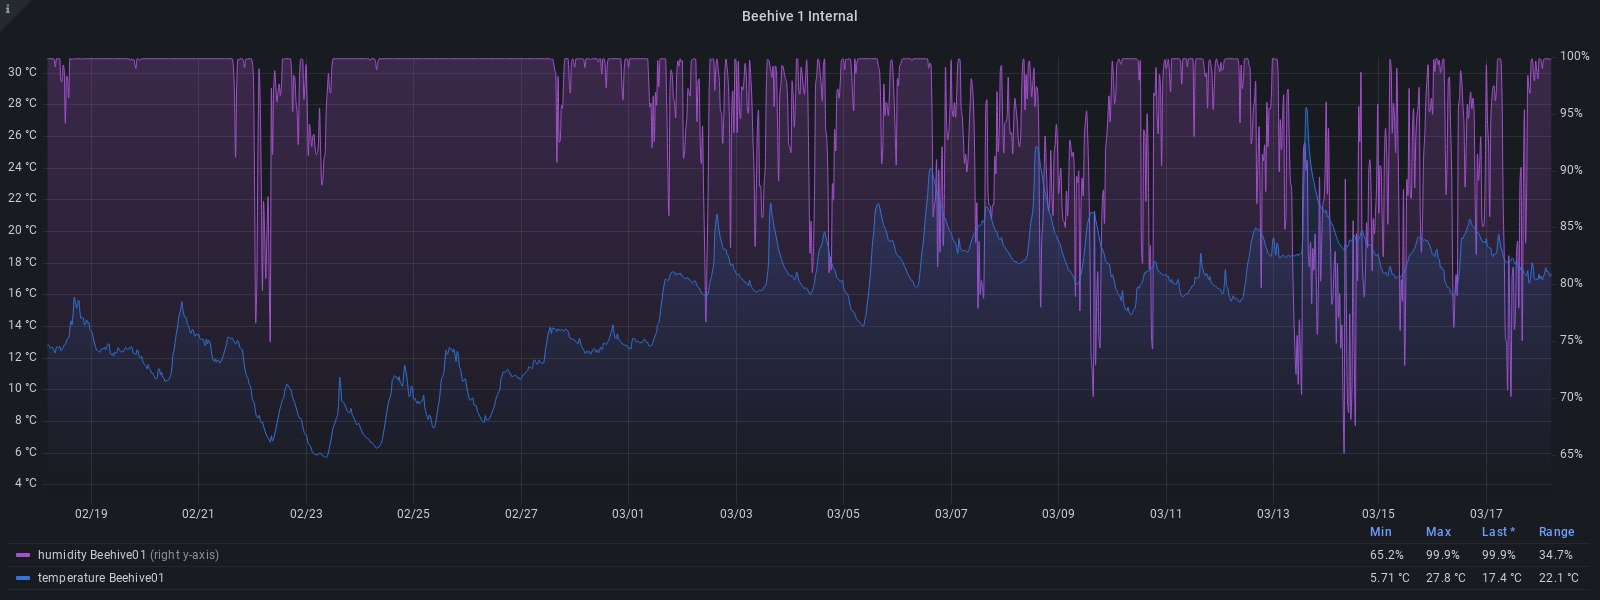 i
Beehive 1 Internal
30 °C
28 °C
26 °C
24 °C
22 °C
20 °C
18 °C
16 °C
14 °C
12 °C
10 °C
8 °C
6 °C
4 °C
100%
95%
90%
85%
80%
75%
70%
65%
02/19 02/21 02/23 02/25 02/27 03/01 03/03 03/05 03/07 03/09 03/11 03/13 03/15 03/17
Min Max Last * Range
humidity Beehive01 (right y-axis) 65.2% 99.9% 99.9% 34.7%
temperature Beehive01 5.71 °C 27.8 °C 17.4 °C 22.1 °C